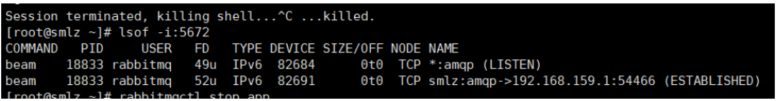 Session terminated, killing shell...^C ...killed.
[root@smlz ~]# lsof -i:5672
COMMAND PID USER FD TYPE DEVICE SIZE/OFF NODE NAME
beam 18833 rabbitmq 49u IPv6 82684 0t0 TCP *:amqp (LISTEN)
beam 18833 rabbitmq 52u IPv6 82691 0t0 TCP smlz:amqp->192.168.159.1:54466 (ESTABLISHED)
[root@smlz ~]# rabbitmqctl stop_app